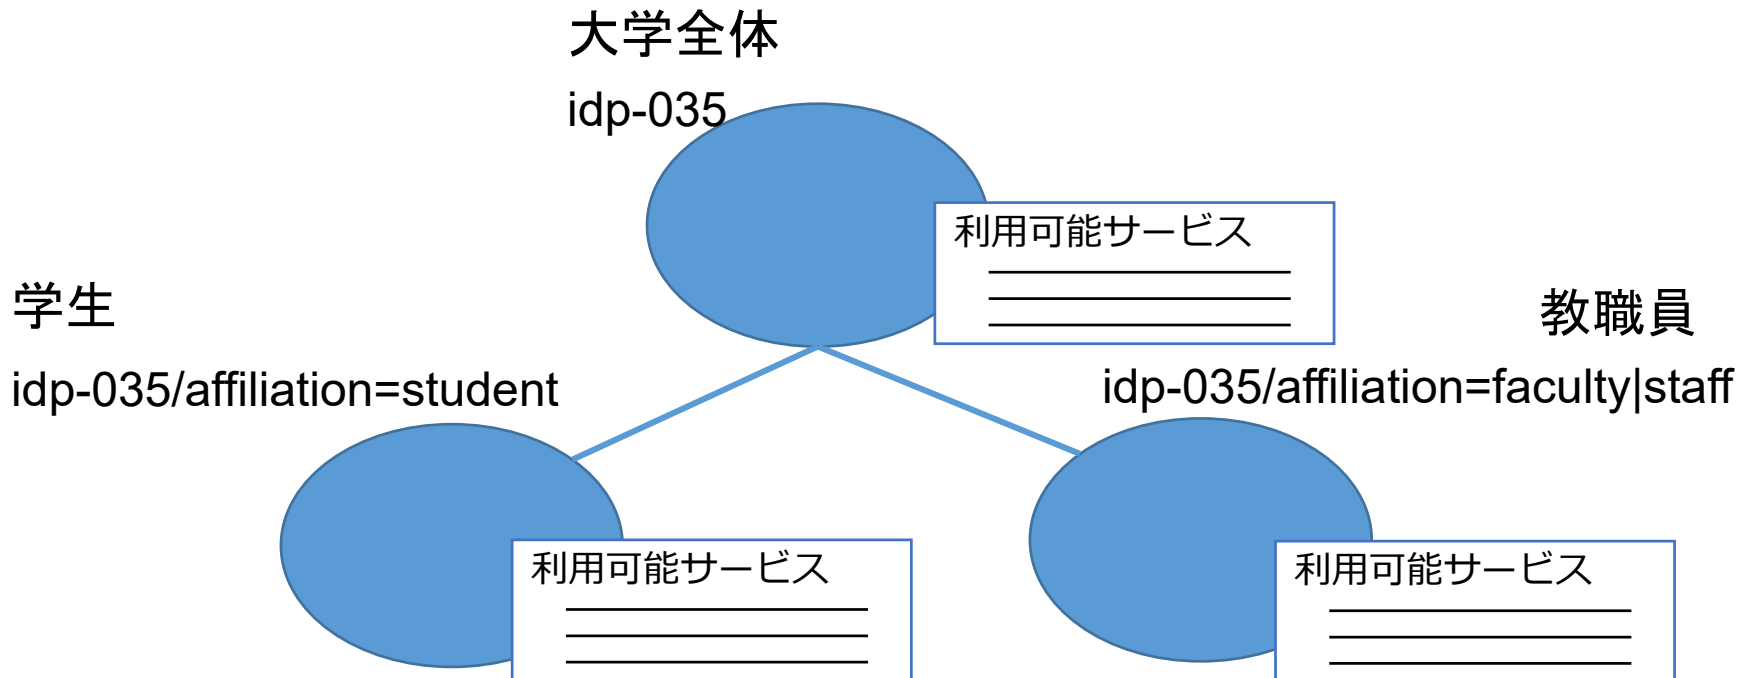 大学全体
idp-035
利用可能サービス
学生
idp-035/affiliation=student
教職員
idp-035/affiliation=faculty|staff
利用可能サービス
利用可能サービス